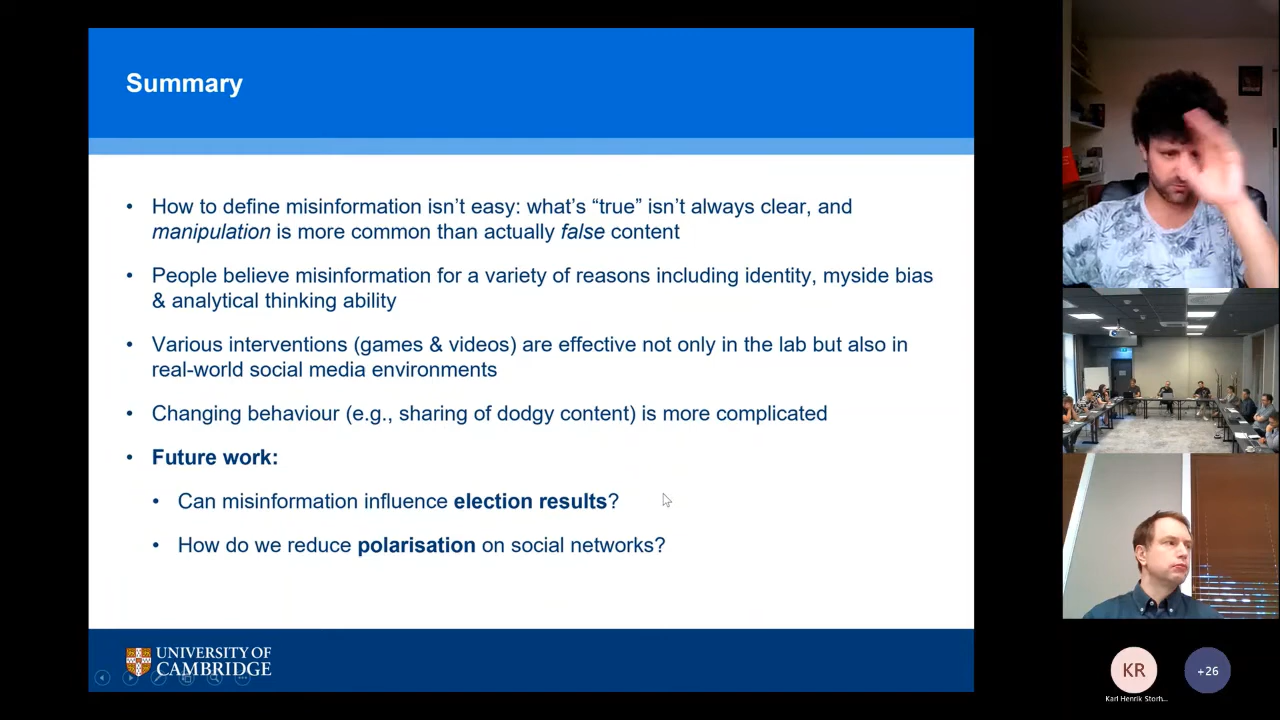 Summary
• How to define misinformation isn't easy: what's “true” isn't always clear, and
manipulation is more common than actually false content
• People believe misinformation for a variety of reasons including identity, myside bias
& analytical thinking ability
• Various interventions (games & videos) are effective not only in the lab but also in
real-world social media environments
• Changing behaviour (e.g., sharing of dodgy content) is more complicated
• Future work:
• Can misinformation influence election results?
• How do we reduce polarisation on social networks?
UNIVERSITY OF
CAMBRIDGE
KR
+26
Karl Henrik Storh...